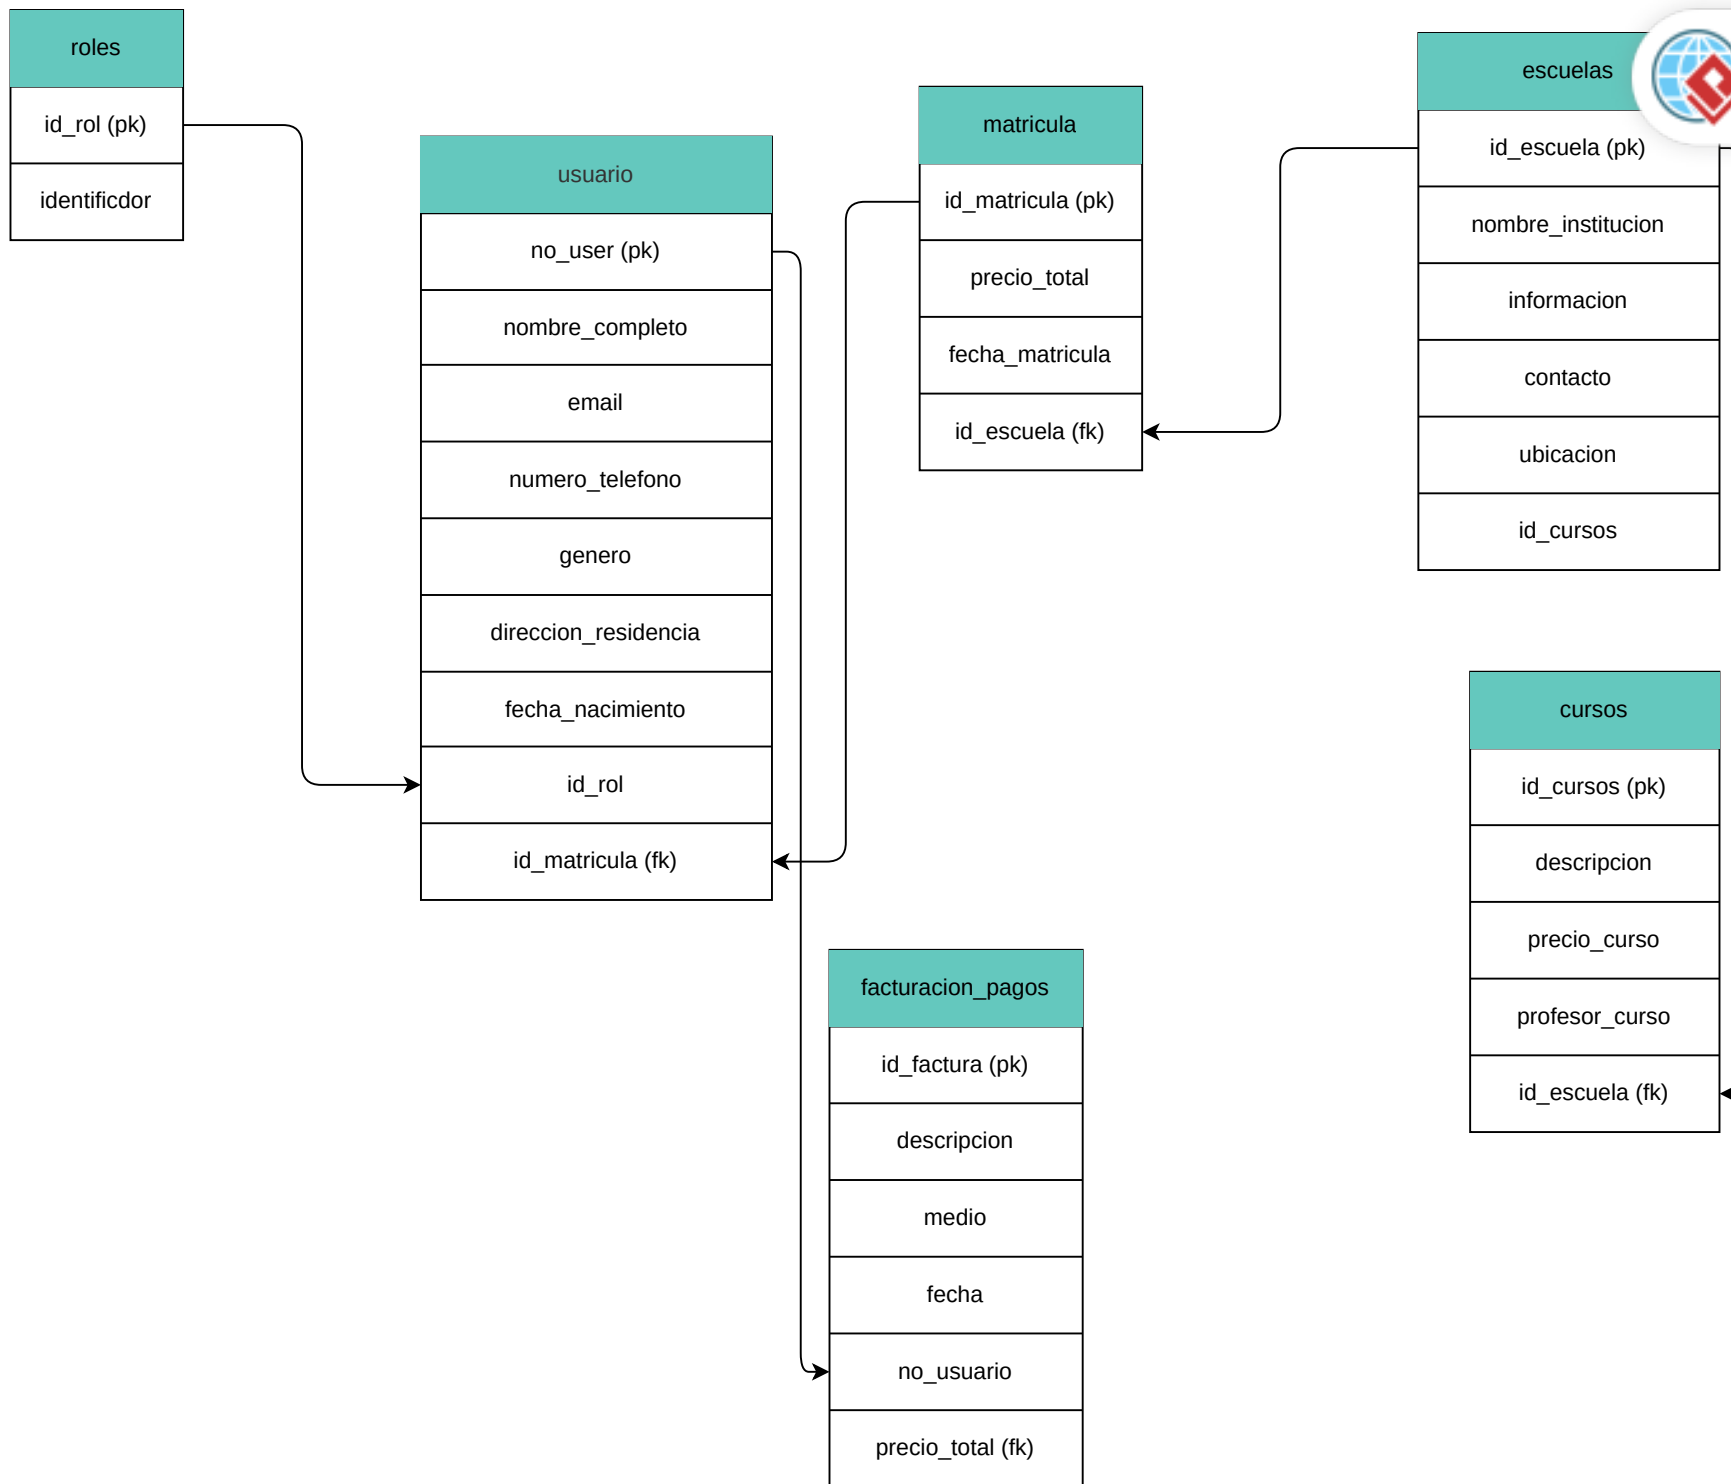 roles
id_rol (pk)
identificdor
usuario
no_user (pk)
nombre_completo
email
numero_telefono
genero
direccion_residencia
fecha_nacimiento
id_rol
id_matricula (fk)
matricula
id_matricula (pk)
precio_total
fecha_matricula
id_escuela (fk)
escuelas
id_escuela (pk)
nombre_institucion
informacion
contacto
ubicacion
id_cursos
cursos
id_cursos (pk)
descripcion
precio_curso
profesor_curso
id_escuela (fk)
facturacion_pagos
id_factura (pk)
descripcion
medio
fecha
no_usuario
precio_total (fk)